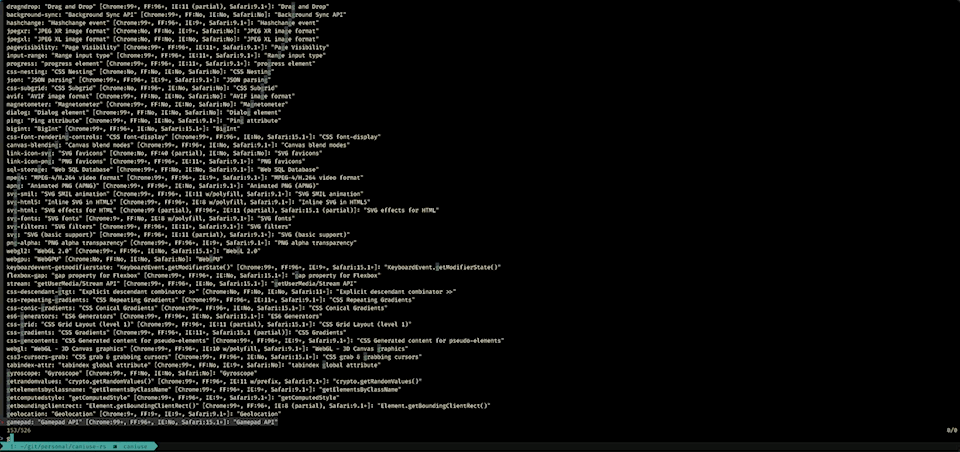 dragndrop: "Drag and Drop" [Chrome:99+, FF:96+, IE:11 (partial), Safari:9.1+]: "Drag and Drop"
background-sync: "Background Sync API" [Chrome:99+, FF:No, IE:No, Safari:No]: "Background Sync API"
hashchange: "Hashchange event" [Chrome:99+, FF:96+, IE:9+, Safari:9.1+]: "Hashchange event"
jpegxr: "JPEG XR image format" [Chrome:No, FF:No, IE:9+, Safari:No]: "JPEG XR image format"
jpegxl: "JPEG XL image format" [Chrome:No, FF:No, IE:No, Safari:No]: "JPEG XL image format"
pagevisibility: "Page Visibility" [Chrome:99+, FF:96+, IE:11+, Safari:9.1+]: "Page Visibility"
input-range: "Range input type" [Chrome:99+, FF:96+, IE:11+, Safari:9.1+]: "Range input type"
progress: "progress element" [Chrome:99+, FF:96+, IE:11+, Safari:9.1+]: "progress element"
css-nesting: "CSS Nesting" [Chrome:No, FF:No, IE:No, Safari:No]: "CSS Nesting"
json: "JSON parsing" [Chrome:99+, FF:96+, IE:9+, Safari:9.1+]: "JSON parsing"
css-subgrid: "CSS Subgrid" [Chrome:No, FF:96+, IE:No, Safari:No]: "CSS Subgrid"
avif: "AVIF image format" [Chrome:99+, FF:96+, IE:No, Safari:No]: "AVIF image format"
magnetometer: "Magnetometer" [Chrome:No, FF:No, IE:No, Safari:No]: "Magnetometer"
dialog: "Dialog element" [Chrome:99+, FF:No, IE:No, Safari:No]: "Dialog element"
ping: "Ping attribute" [Chrome:99+, FF:No, IE:No, Safari:9.1+]: "Ping attribute"
bigint: "BigInt" [Chrome:99+, FF:96+, IE:No, Safari:15.1+]: "BigInt"
css-font-rendering-controls: "CSS font-display" [Chrome:99+, FF:96+, IE:No, Safari:15.1+]: "CSS font-display"
canvas-blending: "Canvas blend modes" [Chrome:99+, FF:96+, IE:No, Safari:9.1+]: "Canvas blend modes"
link-icon-svg: "SVG favicons" [Chrome:No, FF:40 (partial), IE:No, Safari:No]: "SVG favicons"
link-icon-png: "PNG favicons" [Chrome:99+, FF:96+, IE:11+, Safari:15.1+]: "PNG favicons"
sql-storage: "Web SQL Database" [Chrome:99+, FF:No, IE:No, Safari:No]: "Web SQL Database"
mpeg4: "MPEG-4/H.264 video format" [Chrome:99+, FF:96+, IE:9+, Safari:9.1+]: "MPEG-4/H.264 video format"
apng: "Animated PNG (APNG)" [Chrome:99+, FF:96+, IE:No, Safari:9.1+]: "Animated PNG (APNG)"
svg-smil: "SVG SMIL animation" [Chrome:99+, FF:96+, IE:11 w/polyfill, Safari:9.1+]: "SVG SMIL animation"
svg-html5: "Inline SVG in HTML5" [Chrome:99+, FF:96+, IE:8 w/polyfill, Safari:9.1+]: "Inline SVG in HTML5"
svg-html: "SVG effects for HTML" [Chrome:99 (partial), FF:96+, IE:11 (partial), Safari:15.1 (partial)]: "SVG effects for HTML"
svg-fonts: "SVG fonts" [Chrome:9+, FF:No, IE:8 w/polyfill, Safari:9.1+]: "SVG fonts"
svg-filters: "SVG filters" [Chrome:99+, FF:96+, IE:11+, Safari:9.1+]: "SVG filters"
svg: "SVG (basic support)" [Chrome:99+, FF:96+, IE:11 (partial), Safari:9.1+]: "SVG (basic support)"
png-alpha: "PNG alpha transparency" [Chrome:99+, FF:96+, IE:9+, Safari:9.1+]: "PNG alpha transparency"
webgl2: "WebGL 2.0" [Chrome:99+, FF:96+, IE:No, Safari:15.1+]: "WebGL 2.0"
webgpu: "WebGPU" [Chrome:No, FF:No, IE:No, Safari:No]: "WebGPU"
keyboardevent-getmodifierstate: "KeyboardEvent.getModifierState()" [Chrome:99+, FF:96+, IE:9+, Safari:15.1+]: "KeyboardEvent.getModifierState()"
flexbox-gap: "gap property for Flexbox" [Chrome:99+, FF:96+, IE:No, Safari:15.1+]: "gap property for Flexbox"
stream: "getUserMedia/Stream API" [Chrome:99+, FF:96+, IE:No, Safari:15.1+]: "getUserMedia/Stream API"
css-descendant-gtgt: "Explicit descendant combinator >>" [Chrome:No, FF:No, IE:No, Safari:11+]: "Explicit descendant combinator >>"
css-repeating-gradients: "CSS Repeating Gradients" [Chrome:99+, FF:96+, IE:11+, Safari:15.1+]: "CSS Repeating Gradients"
css-conic-gradients: "CSS Conical Gradients" [Chrome:99+, FF:96+, IE:No, Safari:15.1+]: "CSS Conical Gradients"
es6-generators: "ES6 Generators" [Chrome:99+, FF:96+, IE:No, Safari:15.1+]: "ES6 Generators"
css-grid: "CSS Grid Layout (level 1)" [Chrome:99+, FF:96+, IE:11 (partial), Safari:15.1+]: "CSS Grid Layout (level 1)"
css-gradients: "CSS Gradients" [Chrome:99+, FF:96+, IE:11+, Safari:15.1 (partial)]: "CSS Gradients"
css-gencontent: "CSS Generated content for pseudo-elements" [Chrome:99+, FF:96+, IE:9+, Safari:9.1+]: "CSS Generated content for pseudo-elements"
webgl: "WebGL - 3D Canvas graphics" [Chrome:99+, FF:96+, IE:10 w/polyfill, Safari:9.1+]: "WebGL - 3D Canvas graphics"
css3-cursors-grab: "CSS grab & grabbing cursors" [Chrome:99+, FF:96+, IE:No, Safari:15.1+]: "CSS grab & grabbing cursors"
tabindex-attr: "tabindex global attribute" [Chrome:99+, FF:96+, IE:11+, Safari:9+]: "tabindex global attribute"
gyroscope: "Gyroscope" [Chrome:99+, FF:No, IE:No, Safari:No]: "Gyroscope"
getrandomvalues: "crypto.getRandomValues()" [Chrome:99+, FF:96+, IE:11 w/prefix, Safari:9.1+]: "crypto.getRandomValues()"
getelementsbyclassname: "getElementsByClassName" [Chrome:99+, FF:96+, IE:9+, Safari:9.1+]: "getElementsByClassName"
getcomputedstyle: "getComputedStyle" [Chrome:99+, FF:96+, IE:9+, Safari:9.1+]: "getComputedStyle"
getboundingclientrect: "Element.getBoundingClientRect()" [Chrome:99+, FF:96+, IE:8 (partial), Safari:9.1+]: "Element.getBoundingClientRect()"
geolocation: "Geolocation" [Chrome:99+, FF:96+, IE:11+, Safari:9.1+]: "Geolocation"
gamepad: "Gamepad API" [Chrome:99+, FF:96+, IE:No, Safari:15.1+]: "Gamepad API"
153/526 0/0
> g
~/git/personal/caniuse-rs caniuse